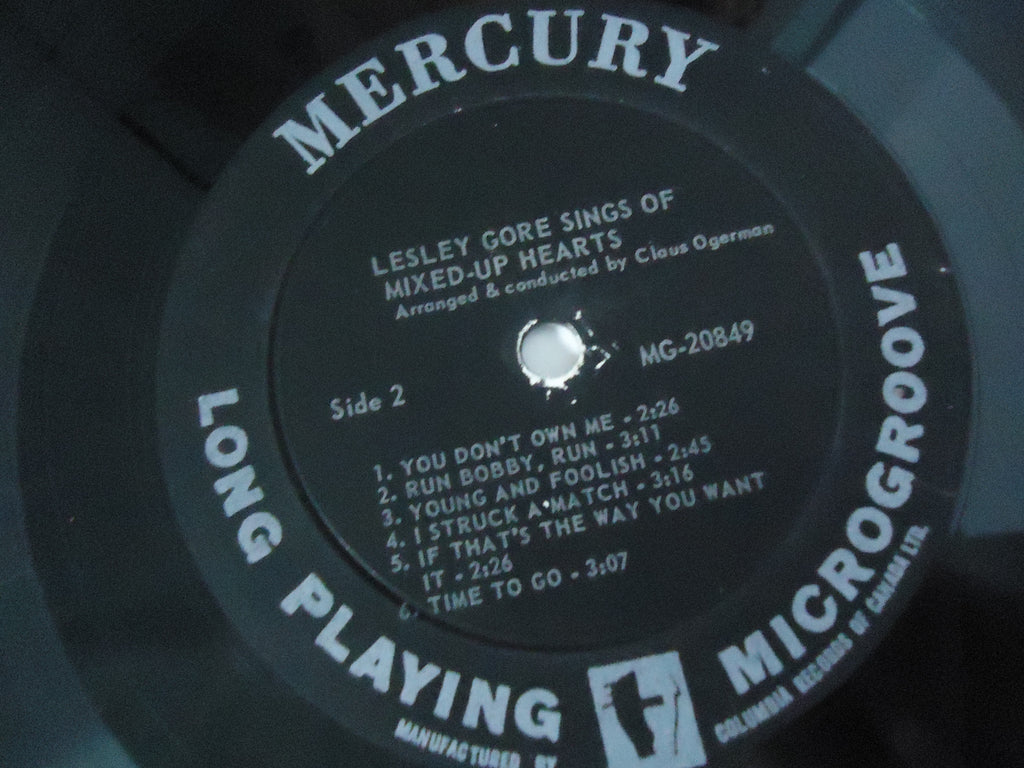 MERCURY
LESLEY GORE SINGS OF
MIXED-UP HEARTS
Arranged & conducted by Claus Ogerman
MG-20849
Side 2
1. YOU DON'T OWN ME - 2:26
2. RUN BOBBY, RUN - 3:11
3. YOUNG AND FOOLISH - 2:45
4. I STRUCK A MATCH - 3:16
5. IF THAT'S THE WAY YOU WANT
IT - 2:26
6. TIME TO GO - 3:07
LONG PLAYING
MICROGROOVE
MANUFACTURED BY
COLUMBIA RECORDS OF CANADA LTD.